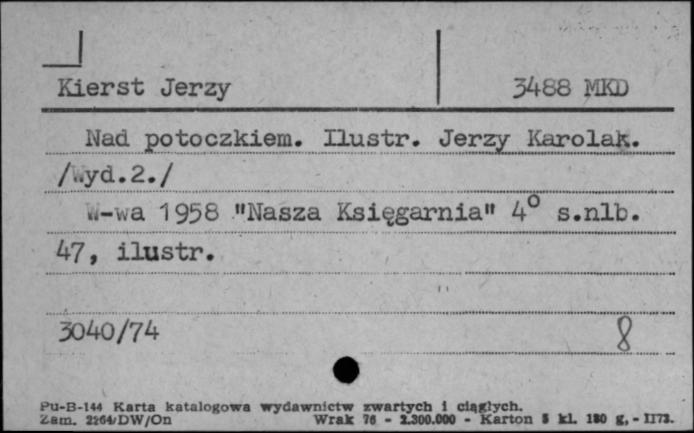 Kierst Jerzy 3488 MKD
Nad potoczkiem. Ilustr. Jerzy Karolak.
/Wyd.2./
W-wa 1958 "Nasza Księgarnia" 4° s.nlb.
47, ilustr.
3040/74 8
Pu-B-144 Karta katalogowa wydawnictw zwartych i ciągłych.
Zam. 2264/DW/On Wrak 76 - 2.300.000 - Karton 5 kl. 180 g. - II73.